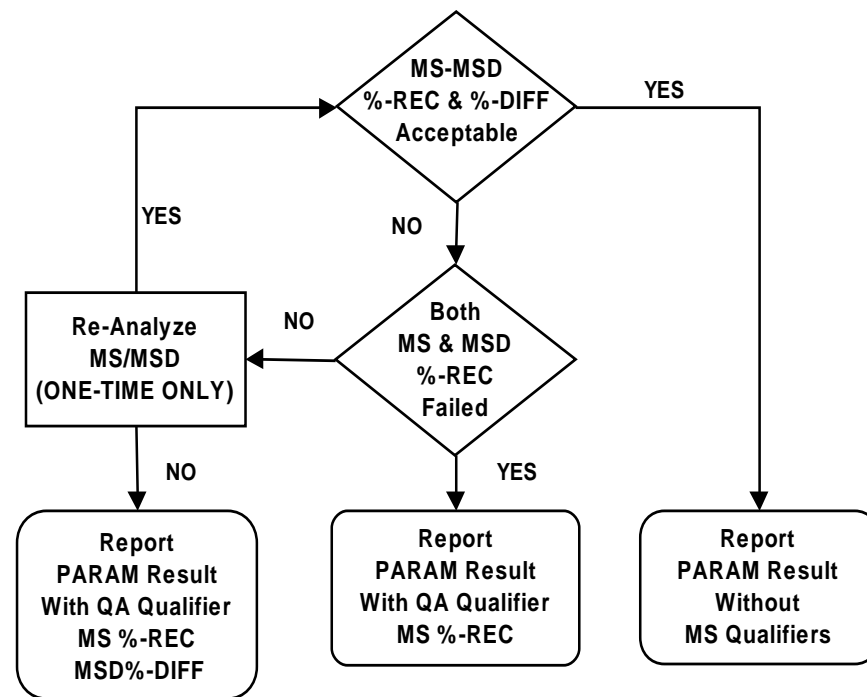 MS-MSD
%-REC & %-DIFF
Acceptable
YES
YES
NO
Both
MS & MSD
%-REC
Failed
NO
Re-Analyze
MS/MSD
(ONE-TIME ONLY)
NO
YES
Report
PARAM Result
With QA Qualifier
MS %-REC
MSD%-DIFF
Report
PARAM Result
With QA Qualifier
MS %-REC
Report
PARAM Result
Without
MS Qualifiers